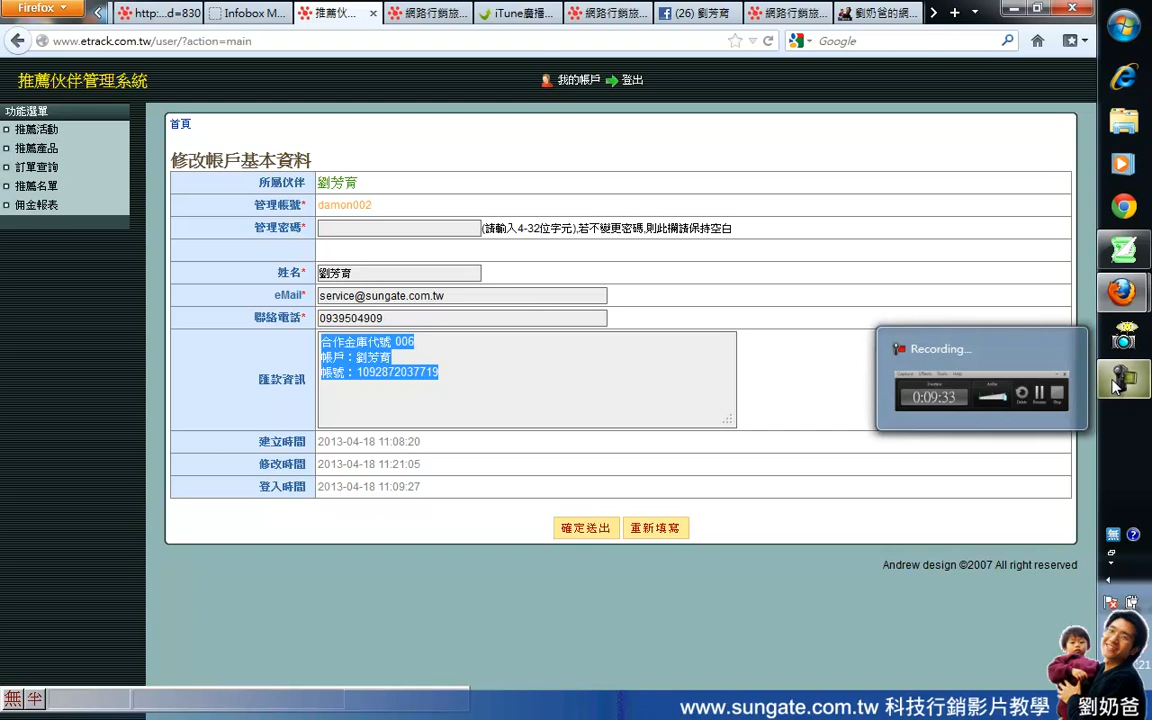 Firefox
http:...d=830
Infobox M...
推薦伙...
網路行銷旅...
iTune廣播...
網路行銷旅...
(26) 劉芳育
網路行銷旅...
劉奶爸的網...
www.etrack.com.tw/user/?action=main
Google
推薦伙伴管理系統
我的帳戶 登出
功能選單
推薦活動
推薦產品
訂單查詢
推薦名單
佣金報表
首頁
修改帳戶基本資料
所屬伙伴 劉芳育
管理帳號* damon002
管理密碼* (請輸入4-32位字元),若不變更密碼,則此欄請保持空白
姓名* 劉芳育
eMail* service@sungate.com.tw
聯絡電話* 0939504909
匯款資訊
合作金庫代號 006
帳戶：劉芳育
帳號：1092872037719
建立時間 2013-04-18 11:08:20
修改時間 2013-04-18 11:21:05
登入時間 2013-04-18 11:09:27
確定送出 重新填寫
Andrew design ©2007 All right reserved
Recording...
0:09:33
無
無 半
www.sungate.com.tw 科技行銷影片教學
劉奶爸